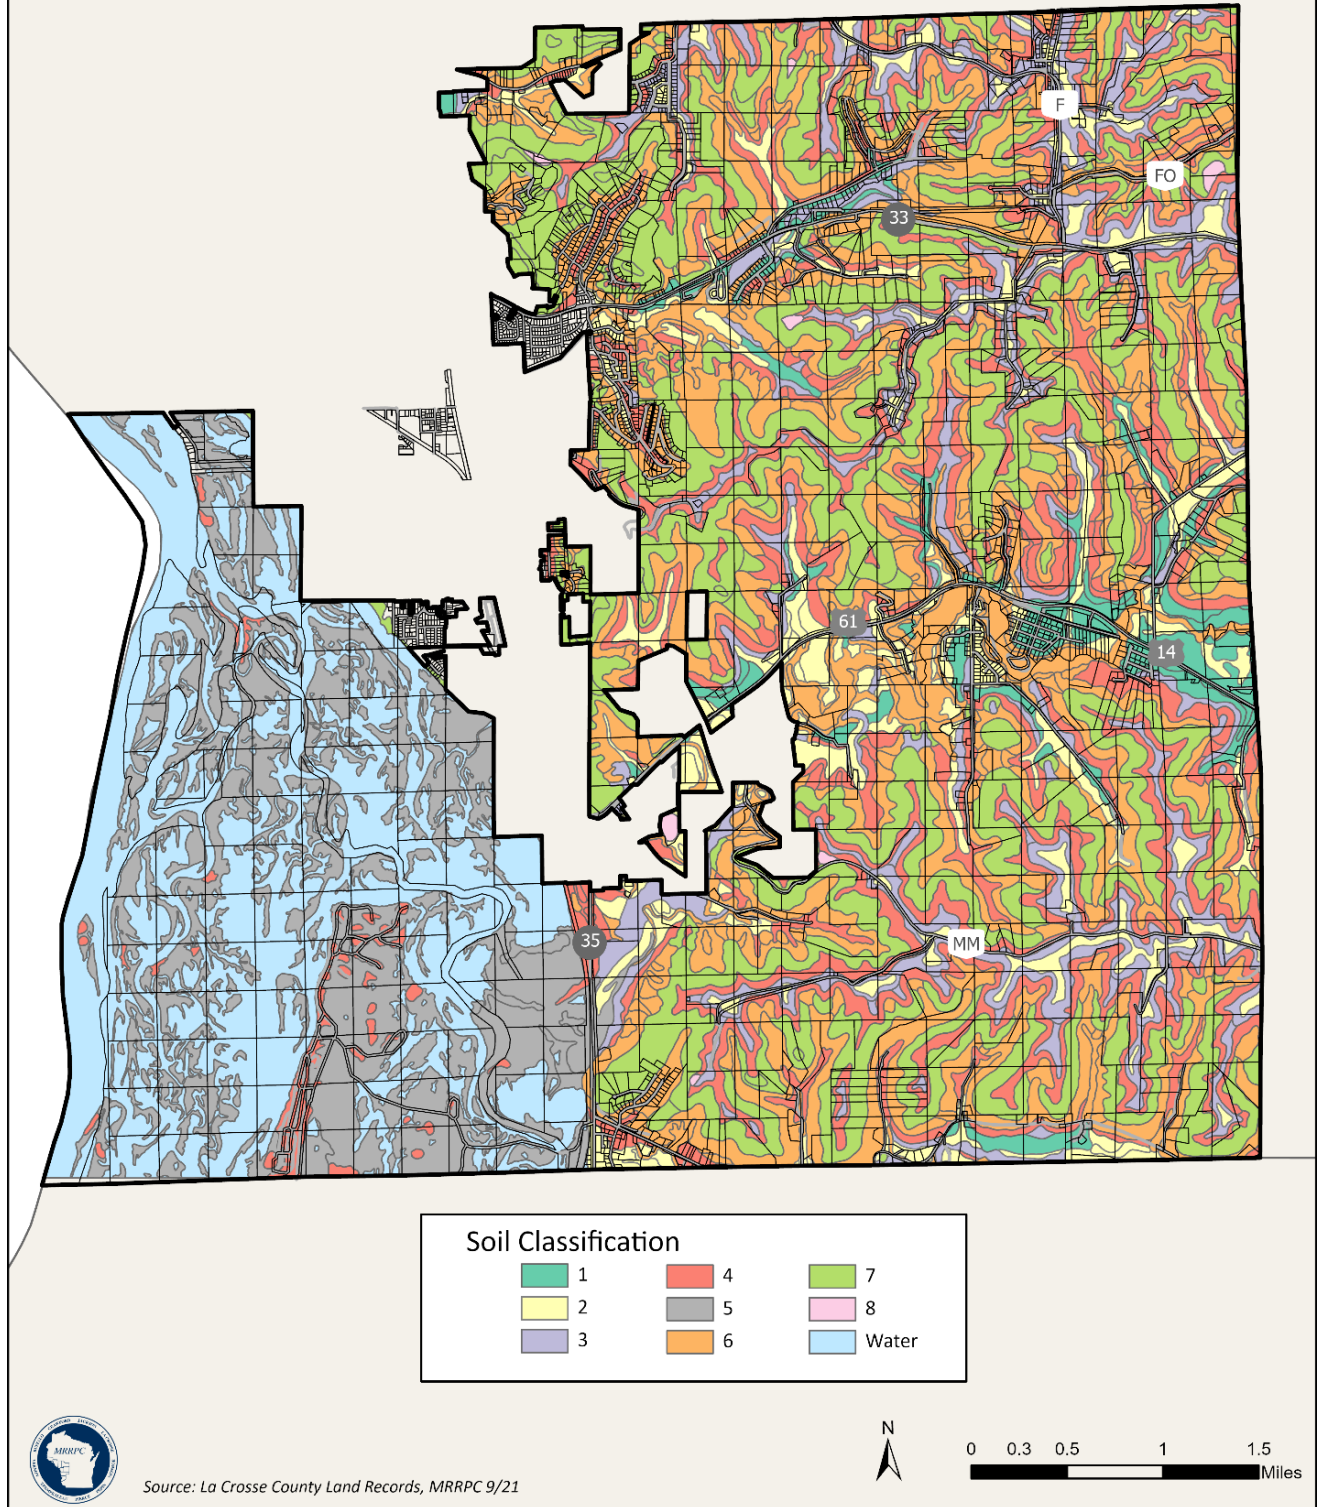 F
FO
33
61
14
35
MM
Soil Classification
1 4 7
2 5 8
3 6 Water
MRRPC
N
0 0.3 0.5 1 1.5
Miles
Source: La Crosse County Land Records, MRRPC 9/21